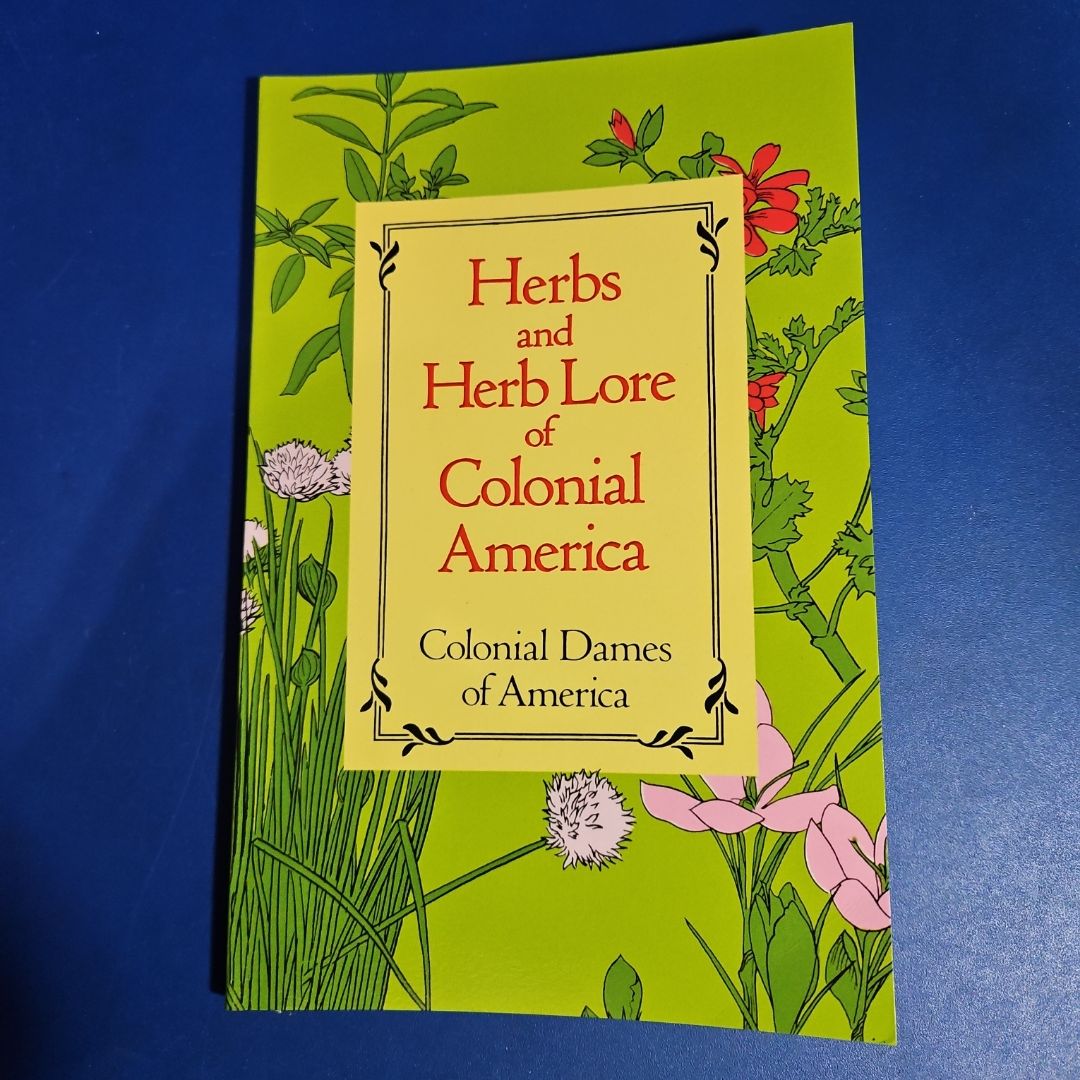 Herbs
and
Herb Lore
of
Colonial
America
Colonial Dames
of America